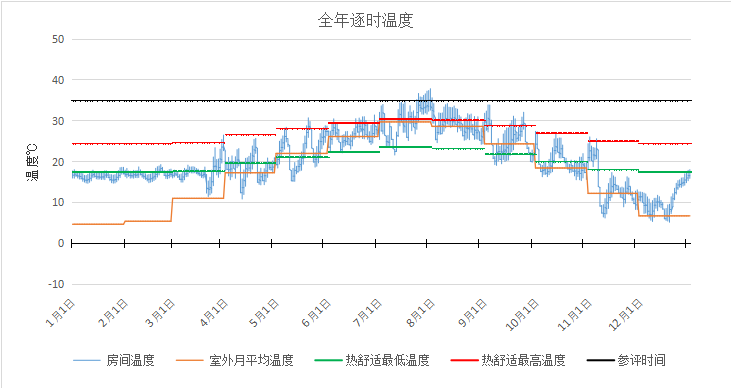 全年逐时温度
温度℃
50
40
30
20
10
0
-10
1月1日
2月1日
3月1日
4月1日
5月1日
6月1日
7月1日
8月1日
9月1日
10月1日
11月1日
12月1日
房间温度
室外月平均温度
热舒适最低温度
热舒适最高温度
参评时间